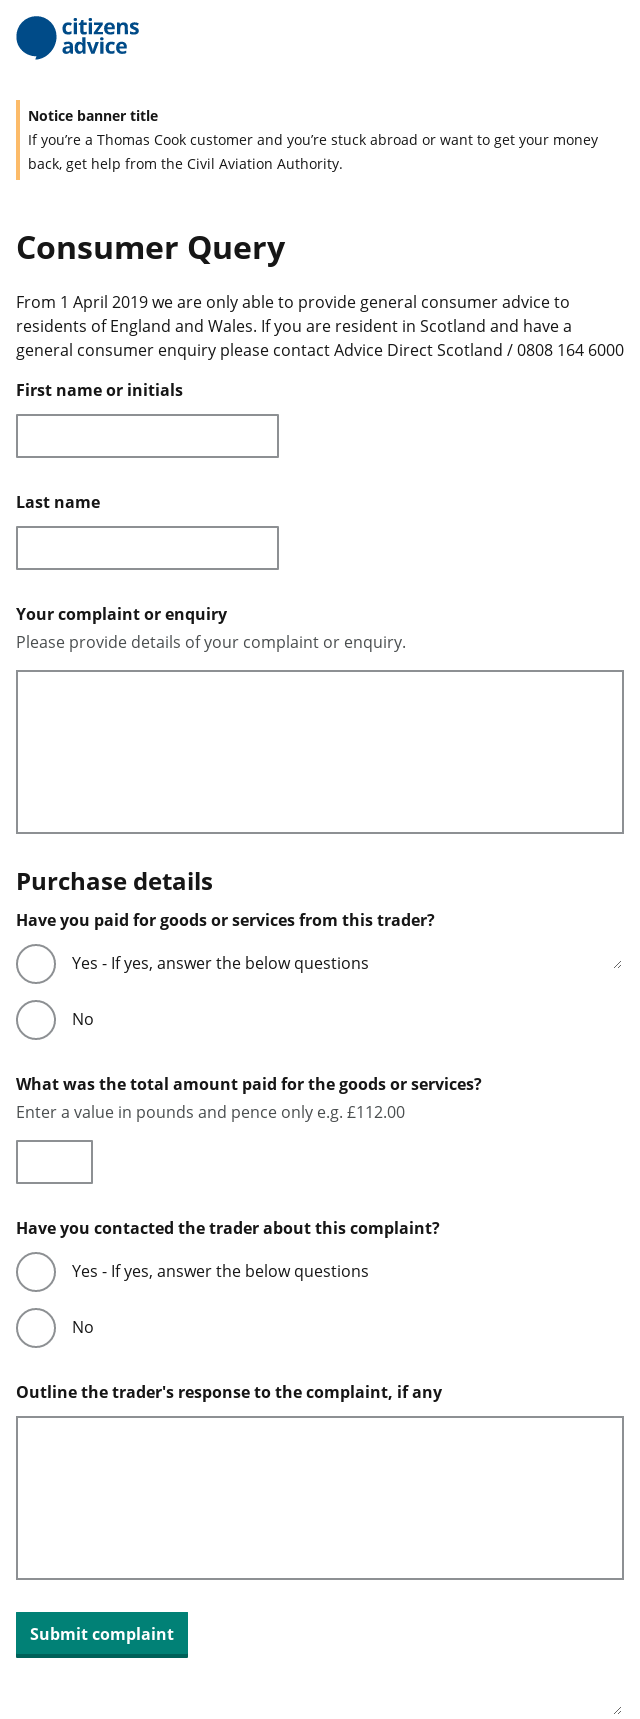 citizens
advice
Notice banner title
If you’re a Thomas Cook customer and you’re stuck abroad or want to get your money
back, get help from the Civil Aviation Authority.
Consumer Query
From 1 April 2019 we are only able to provide general consumer advice to
residents of England and Wales. If you are resident in Scotland and have a
general consumer enquiry please contact Advice Direct Scotland / 0808 164 6000
First name or initials
Last name
Your complaint or enquiry
Please provide details of your complaint or enquiry.
Purchase details
Have you paid for goods or services from this trader?
Yes - If yes, answer the below questions
No
What was the total amount paid for the goods or services?
Enter a value in pounds and pence only e.g. £112.00
Have you contacted the trader about this complaint?
Yes - If yes, answer the below questions
No
Outline the trader's response to the complaint, if any
Submit complaint